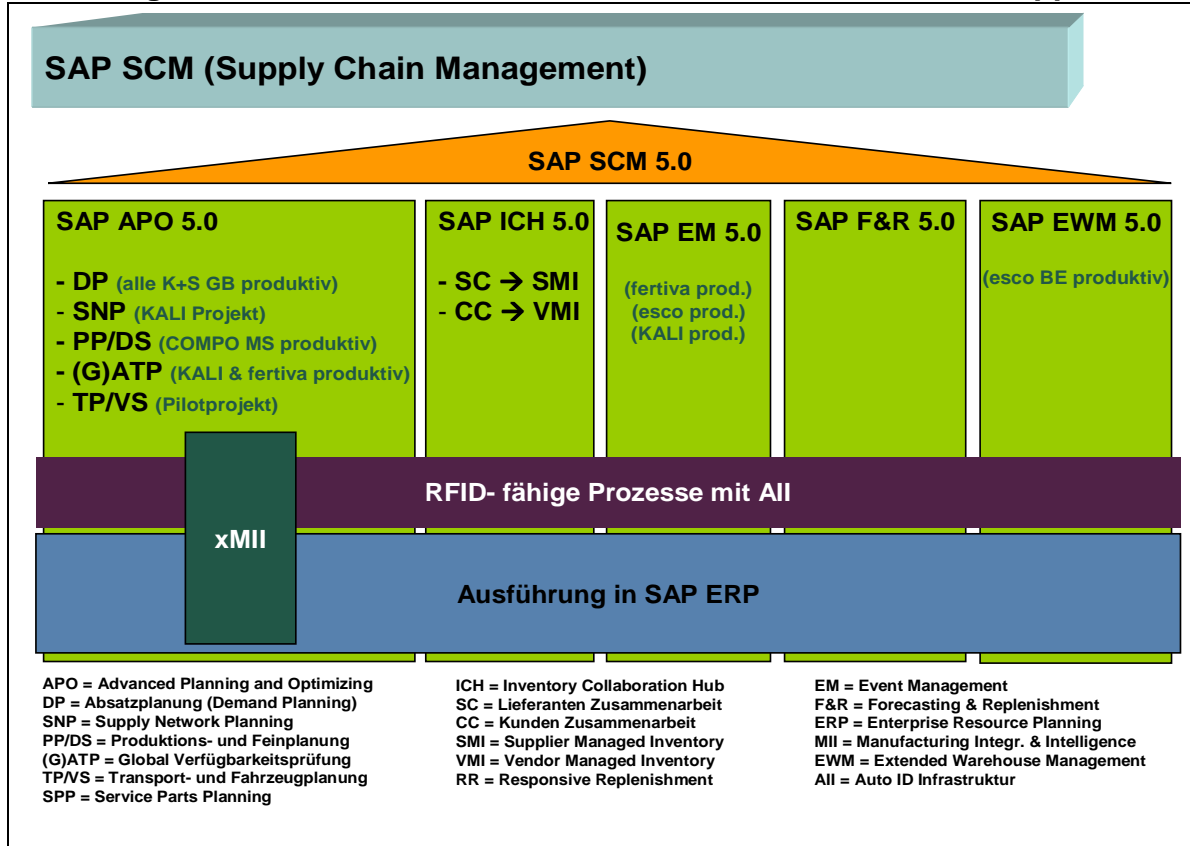 SAP SCM (Supply Chain Management)
SAP SCM 5.0
SAP APO 5.0
- DP (alle K+S GB produktiv)
- SNP (KALI Projekt)
- PP/DS (COMPO MS produktiv)
- (G)ATP (KALI & fertiva produktiv)
- TP/VS (Pilotprojekt)
SAP ICH 5.0
- SC → SMI
- CC → VMI
SAP EM 5.0
(fertiva prod.)
(esco prod.)
(KALI prod.)
SAP F&R 5.0
SAP EWM 5.0
(esco BE produktiv)
RFID- fähige Prozesse mit AII
xMII
Ausführung in SAP ERP
APO = Advanced Planning and Optimizing
DP = Absatzplanung (Demand Planning)
SNP = Supply Network Planning
PP/DS = Produktions- und Feinplanung
(G)ATP = Global Verfügbarkeitsprüfung
TP/VS = Transport- und Fahrzeugplanung
SPP = Service Parts Planning
ICH = Inventory Collaboration Hub
SC = Lieferanten Zusammenarbeit
CC = Kunden Zusammenarbeit
SMI = Supplier Managed Inventory
VMI = Vendor Managed Inventory
RR = Responsive Replenishment
EM = Event Management
F&R = Forecasting & Replenishment
ERP = Enterprise Resource Planning
MII = Manufacturing Integr. & Intelligence
EWM = Extended Warehouse Management
AII = Auto ID Infrastruktur